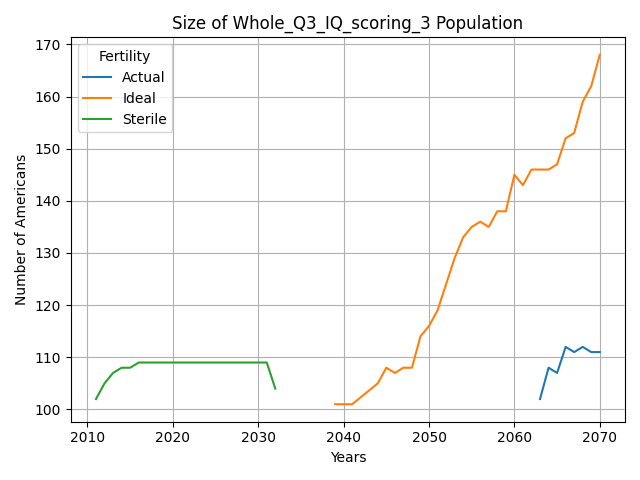 Size of Whole_Q3_IQ_scoring_3 Population
Fertility
Actual
Ideal
Sterile
Number of Americans
170
160
150
140
130
120
110
100
2010 2020 2030 2040 2050 2060 2070
Years